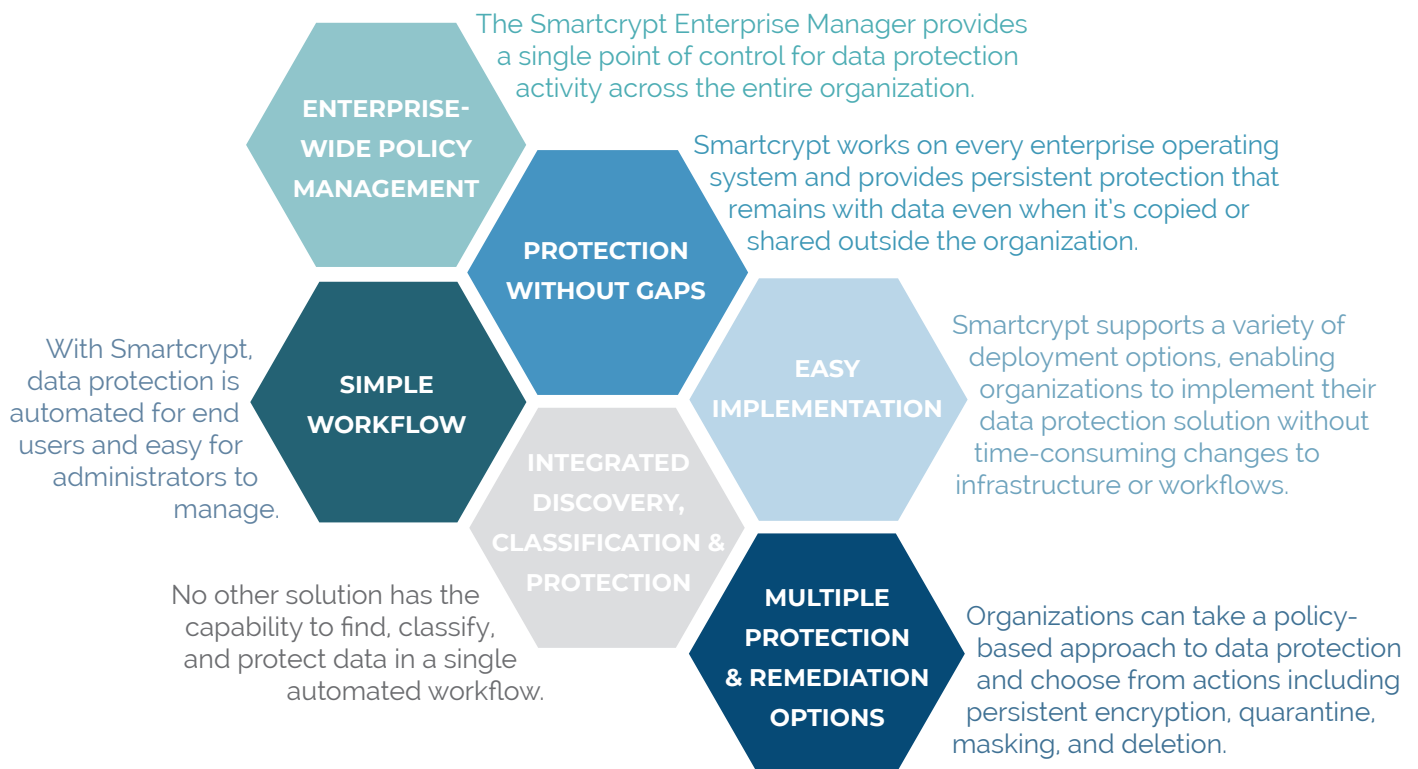 The Smartcrypt Enterprise Manager provides
a single point of control for data protection
activity across the entire organization.
ENTERPRISE-
WIDE POLICY
MANAGEMENT
Smartcrypt works on every enterprise operating
system and provides persistent protection that
remains with data even when it’s copied or
shared outside the organization.
PROTECTION
WITHOUT GAPS
With Smartcrypt,
data protection is
automated for end
users and easy for
administrators to
manage.
SIMPLE
WORKFLOW
EASY
IMPLEMENTATION
Smartcrypt supports a variety of
deployment options, enabling
organizations to implement their
data protection solution without
time-consuming changes to
infrastructure or workflows.
INTEGRATED
DISCOVERY,
CLASSIFICATION &
PROTECTION
No other solution has the
capability to find, classify,
and protect data in a single
automated workflow.
MULTIPLE
PROTECTION
& REMEDIATION
OPTIONS
Organizations can take a policy-
based approach to data protection
and choose from actions including
persistent encryption, quarantine,
masking, and deletion.